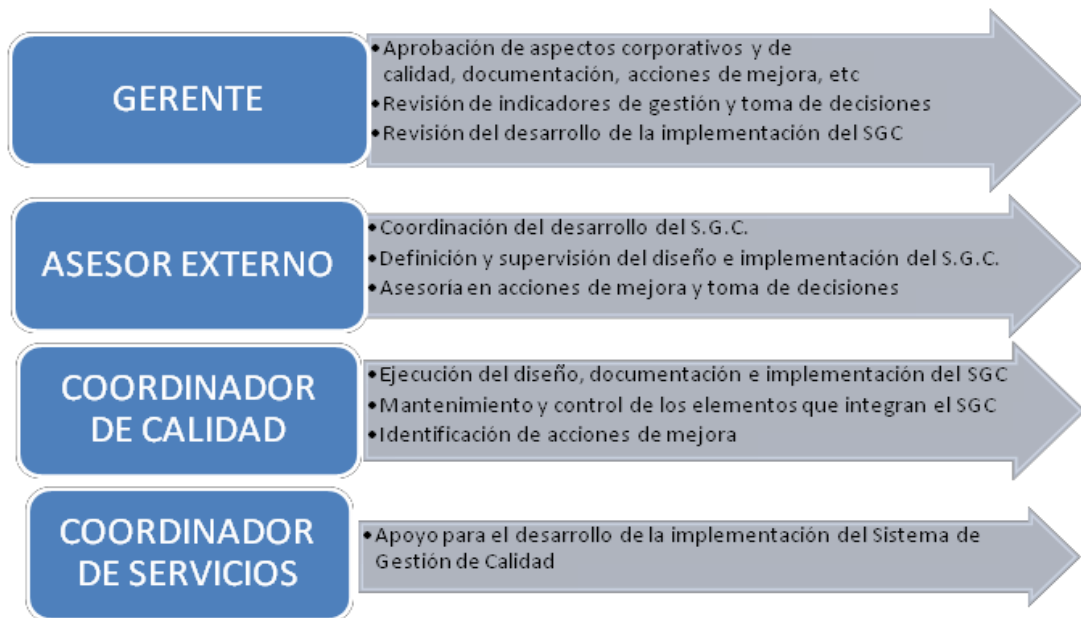 GERENTE
•Aprobación de aspectos corporativos y de
calidad, documentación, acciones de mejora, etc
•Revisión de indicadores de gestión y toma de decisiones
•Revisión del desarrollo de la implementación del SGC
ASESOR EXTERNO
•Coordinación del desarrollo del S.G.C.
•Definición y supervisión del diseño e implementación del S.G.C.
•Asesoría en acciones de mejora y toma de decisiones
COORDINADOR
DE CALIDAD
•Ejecución del diseño, documentación e implementación del SGC
•Mantenimiento y control de los elementos que integran el SGC
•Identificación de acciones de mejora
COORDINADOR
DE SERVICIOS
•Apoyo para el desarrollo de la implementación del Sistema de
Gestión de Calidad